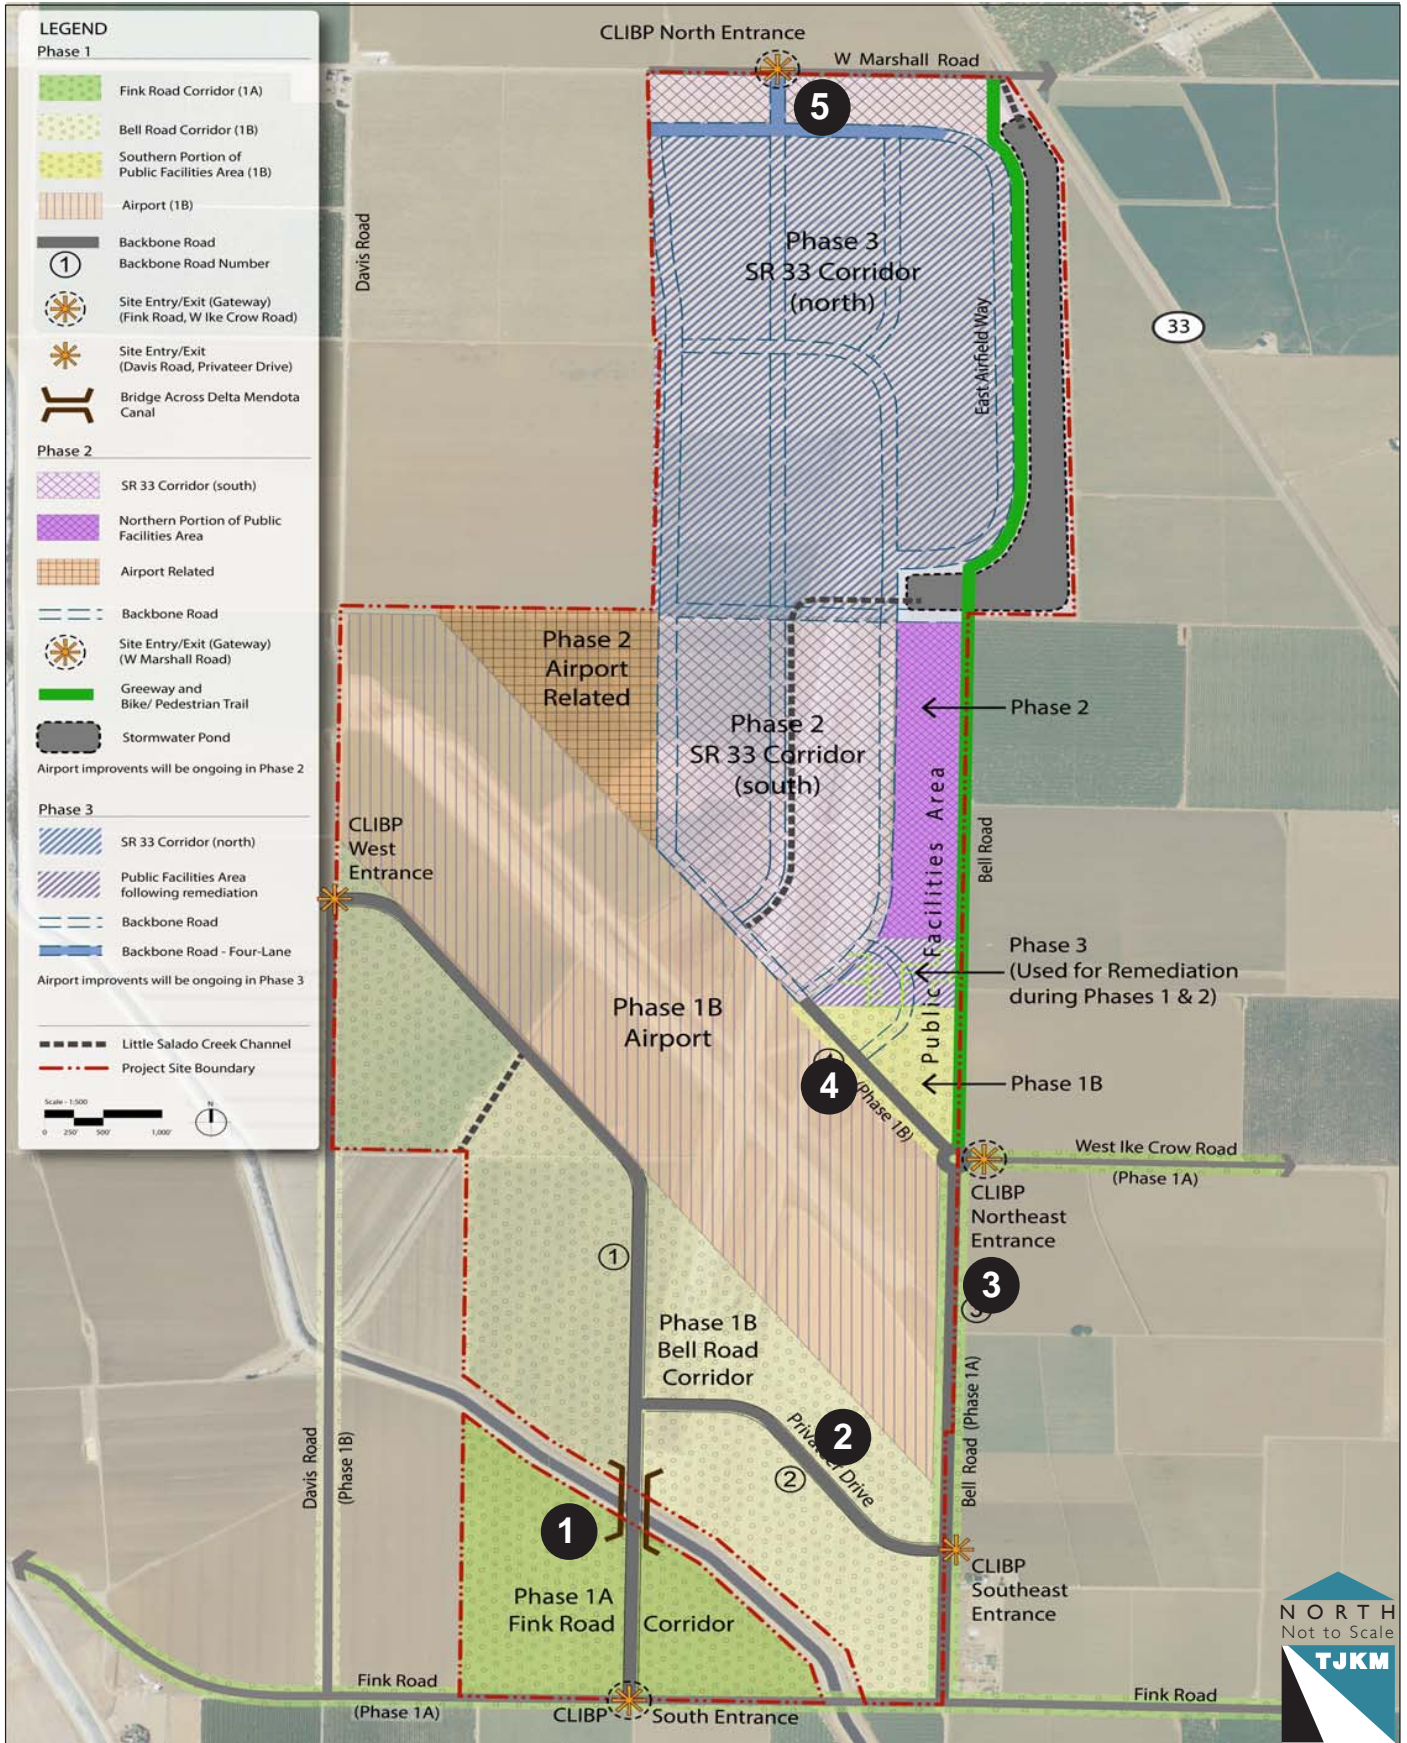 LEGEND
Phase 1
Fink Road Corridor (1A)
Bell Road Corridor (1B)
Southern Portion of
Public Facilities Area (1B)
Airport (1B)
Backbone Road
1
Backbone Road Number
Site Entry/Exit (Gateway)
(Fink Road, W Ike Crow Road)
Site Entry/Exit
(Davis Road, Privateer Drive)
Bridge Across Delta Mendota
Canal
Phase 2
SR 33 Corridor (south)
Northern Portion of Public
Facilities Area
Airport Related
Backbone Road
Site Entry/Exit (Gateway)
(W Marshall Road)
Greeway and
Bike/ Pedestrian Trail
Stormwater Pond
Airport improvents will be ongoing in Phase 2
Phase 3
SR 33 Corridor (north)
Public Facilities Area
following remediation
Backbone Road
Backbone Road - Four-Lane
Airport improvents will be ongoing in Phase 3
Little Salado Creek Channel
Project Site Boundary
Scale - 1:500
0 250' 500' 1,000'
N
CLIBP North Entrance
W Marshall Road
5
Davis Road
Phase 3
SR 33 Corridor
(north)
East Airfield Way
33
Phase 2
Airport
Related
Phase 2
SR 33 Corridor
(south)
Phase 2
Public Facilities Area
Bell Road
CLIBP
West
Entrance
Phase 3
(Used for Remediation
during Phases 1 & 2)
Phase 1B
Airport
4
(Phase 1B)
Phase 1B
West Ike Crow Road
(Phase 1A)
CLIBP
Northeast
Entrance
1
3
Phase 1B
Bell Road
Corridor
Bell Road (Phase 1A)
Davis Road
(Phase 1B)
2
Drive
2
1
CLIBP
Southeast
Entrance
Phase 1A
Fink Road Corridor
Fink Road
(Phase 1A)
CLIBP South Entrance
Fink Road
NORTH
Not to Scale
TJKM